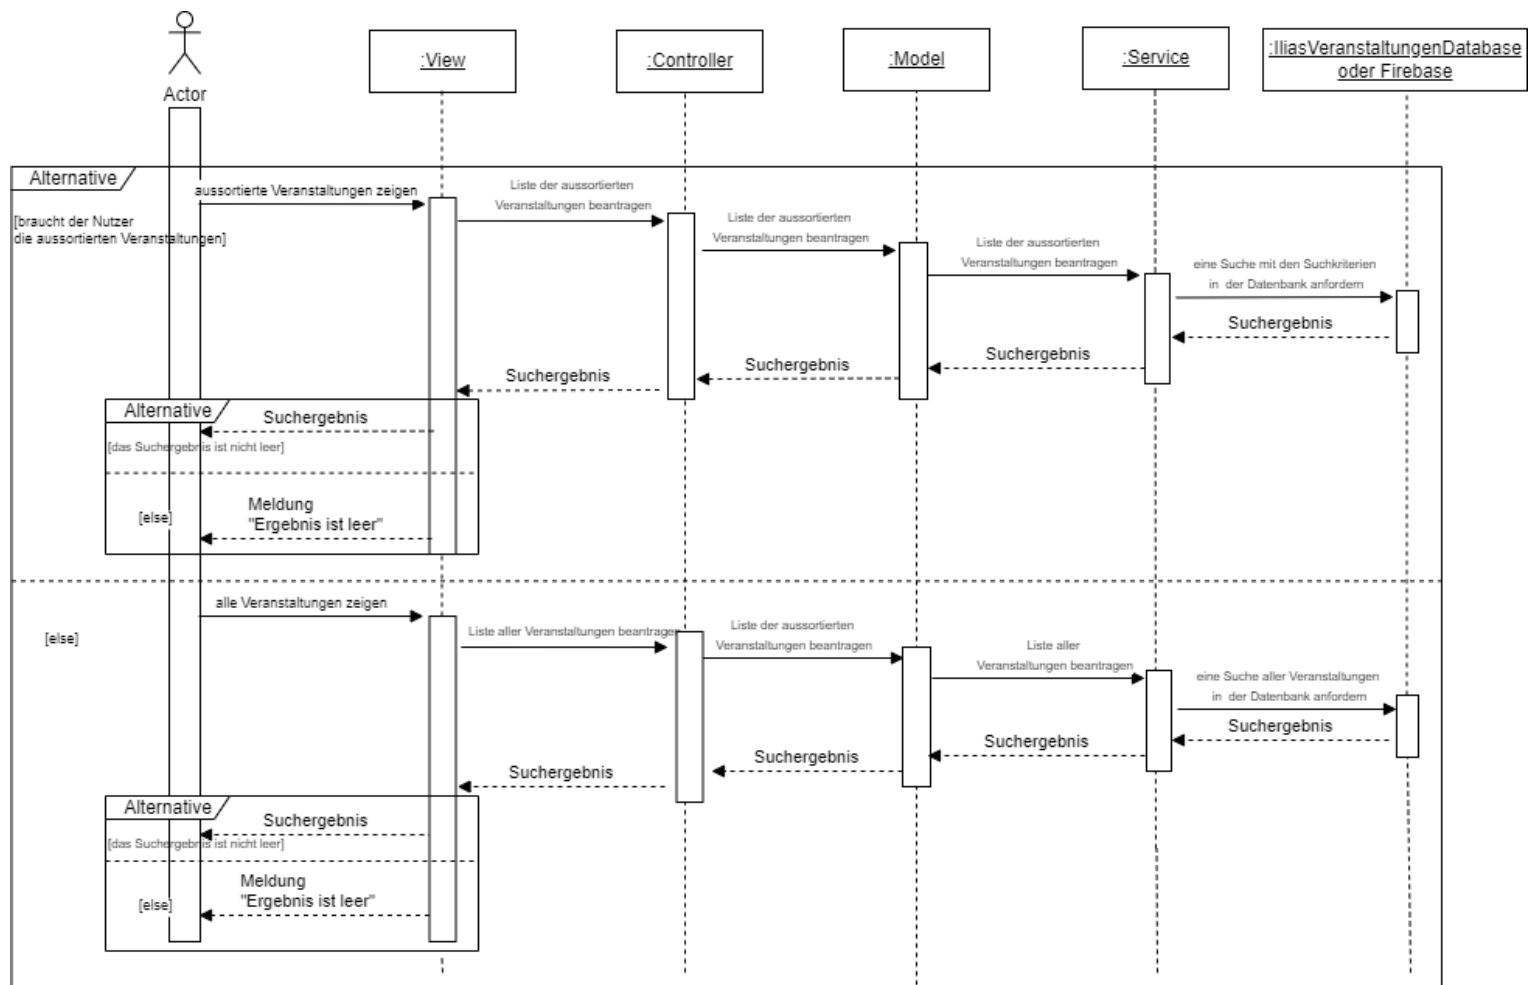 Actor
:View
:Controller
:Model
:Service
:IliasVeranstaltungenDatabase
oder Firebase
Alternative
[braucht der Nutzer
die aussortierten Veranstaltungen]
aussortierte Veranstaltungen zeigen
Liste der aussortierten
Veranstaltungen beantragen
Liste der aussortierten
Veranstaltungen beantragen
Liste der aussortierten
Veranstaltungen beantragen
eine Suche mit den Suchkriterien
in der Datenbank anfordern
Suchergebnis
Suchergebnis
Suchergebnis
Suchergebnis
Alternative
Suchergebnis
[das Suchergebnis ist nicht leer]
[else]
Meldung
"Ergebnis ist leer"
[else]
alle Veranstaltungen zeigen
Liste aller Veranstaltungen beantragen
Liste der aussortierten
Veranstaltungen beantragen
Liste aller
Veranstaltungen beantragen
eine Suche aller Veranstaltungen
in der Datenbank anfordern
Suchergebnis
Suchergebnis
Suchergebnis
Suchergebnis
Alternative
Suchergebnis
[das Suchergebnis ist nicht leer]
[else]
Meldung
"Ergebnis ist leer"